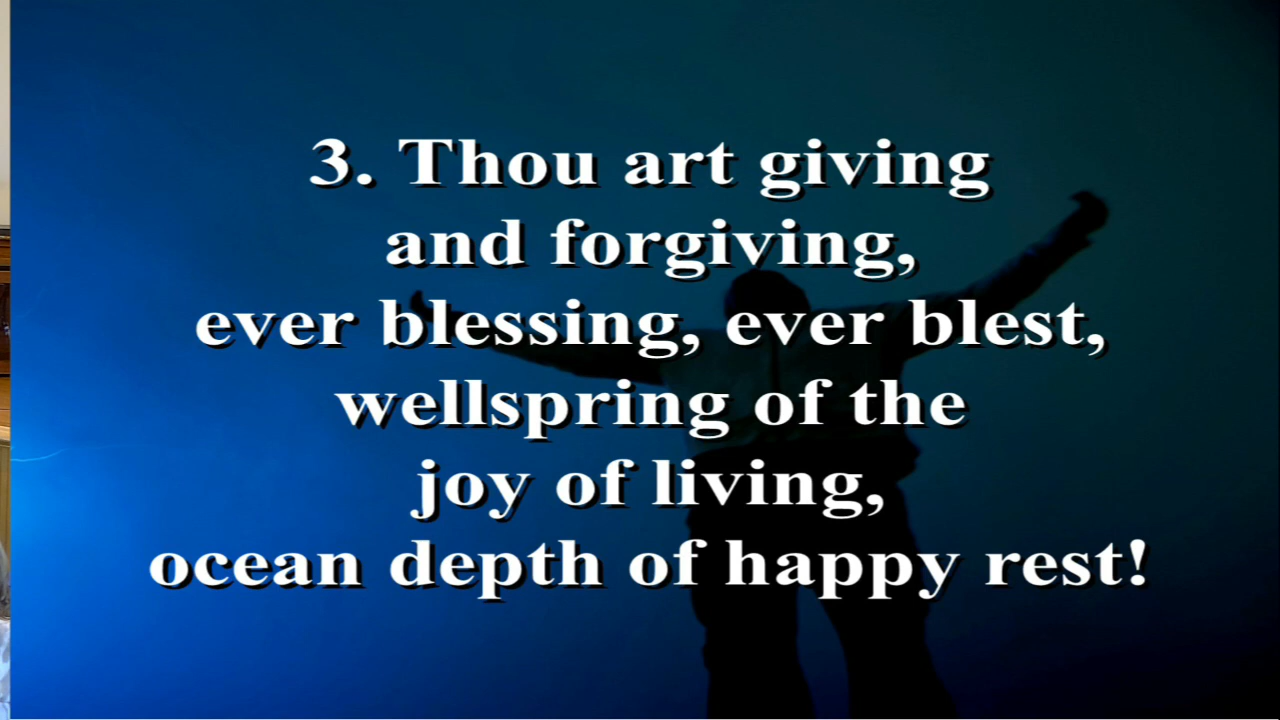 3. Thou art giving
and forgiving,
ever blessing, ever blest,
wellspring of the
joy of living,
ocean depth of happy rest!